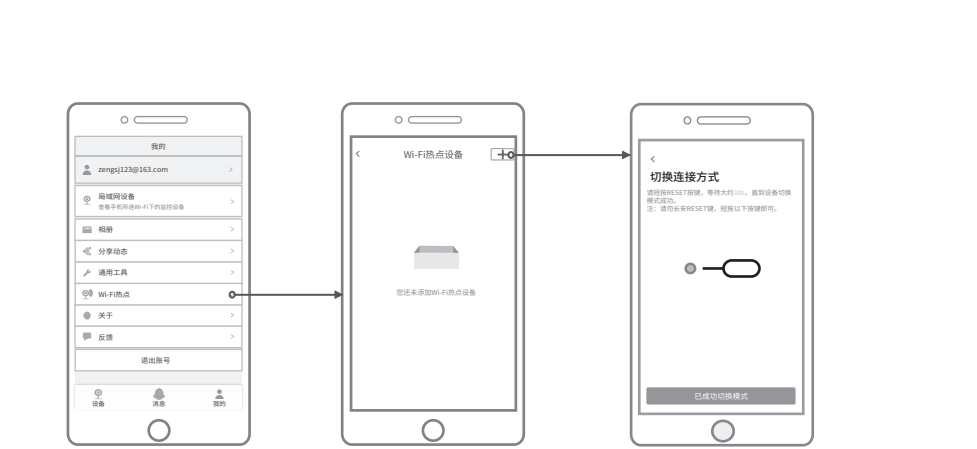 我的
zengsj123@163.com
局域网设备
查看手机所连Wi-Fi下的监控设备
相册
分享动态
通用工具
Wi-Fi热点
关于
反馈
退出账号
设备
消息
我的
Wi-Fi热点设备
您还未添加Wi-Fi热点设备
切换连接方式
请短按RESET按键，等待大约10s，直到设备切换
模式成功。
注：请勿长安RESET键，短按以下按键即可。
已成功切换模式